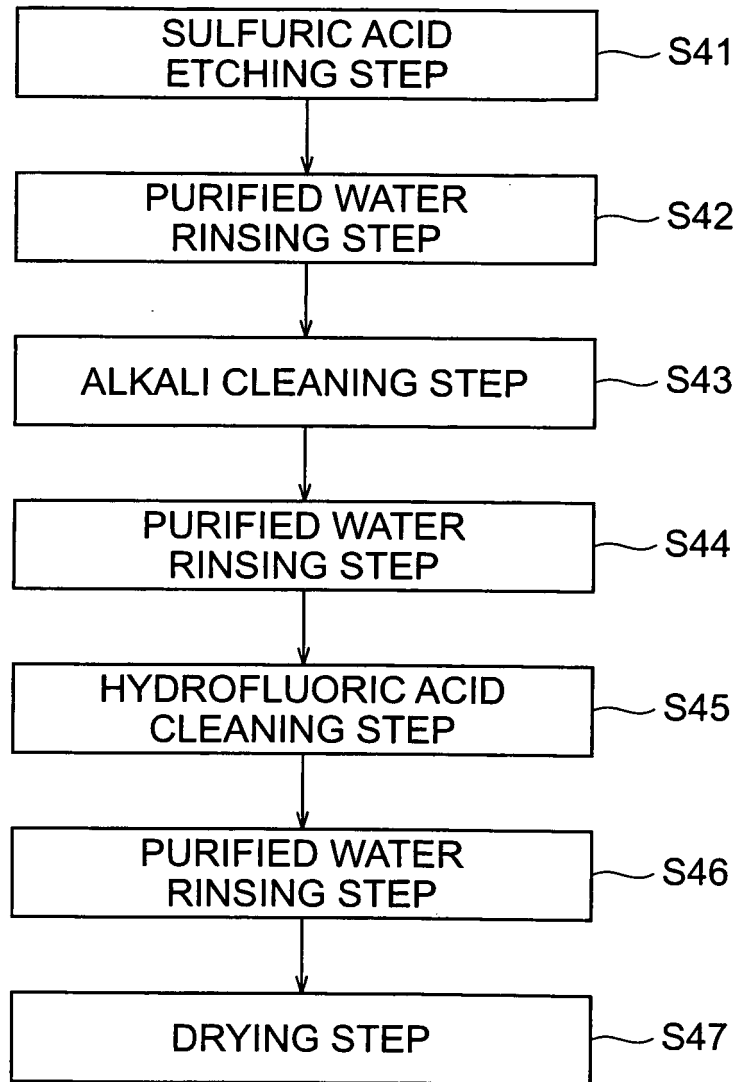 SULFURIC ACID
ETCHING STEP
S41
PURIFIED WATER
RINSING STEP
S42
ALKALI CLEANING STEP
S43
PURIFIED WATER
RINSING STEP
S44
HYDROFLUORIC ACID
CLEANING STEP
S45
PURIFIED WATER
RINSING STEP
S46
DRYING STEP
S47